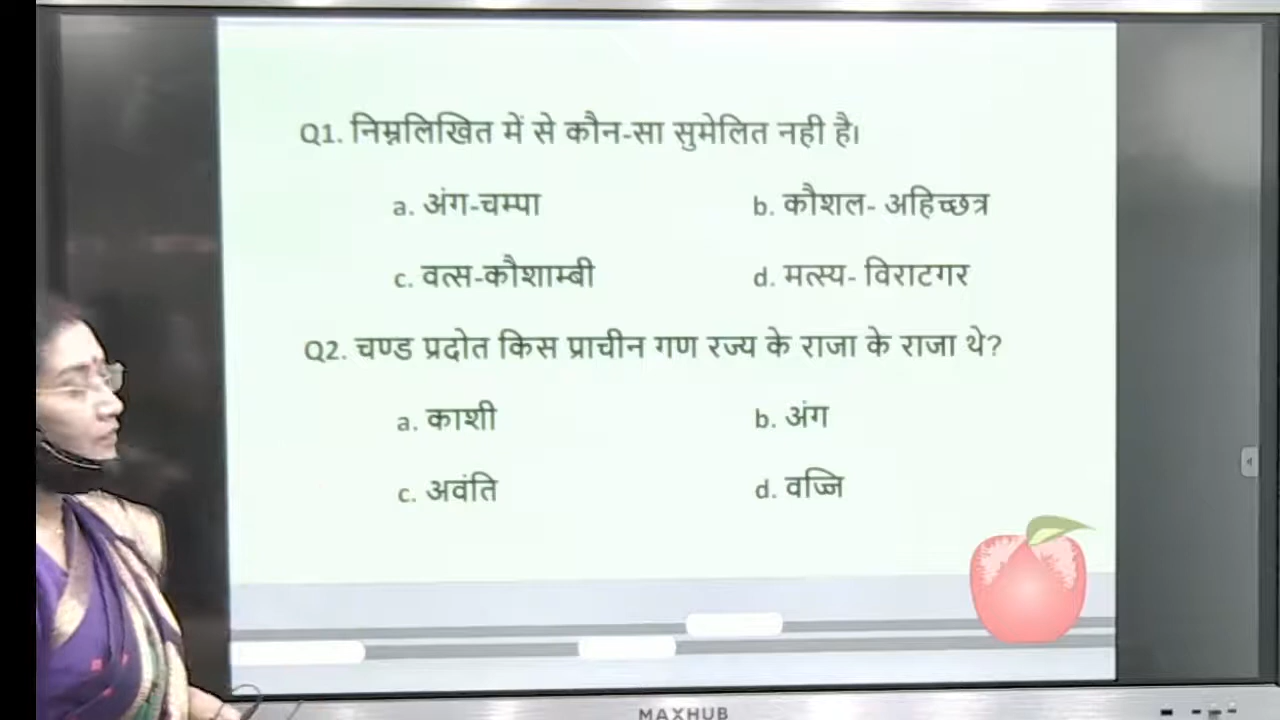 Q1. निम्नलिखित में से कौन-सा सुमेलित नही है।
a. अंग-चम्पा b. कौशल- अहिच्छत्र
c. वत्स-कौशाम्बी d. मत्स्य- विराटगर
Q2. चण्ड प्रदोत किस प्राचीन गण रज्य के राजा के राजा थे?
a. काशी b. अंग
c. अवंति d. वज्जि
MAXHUB